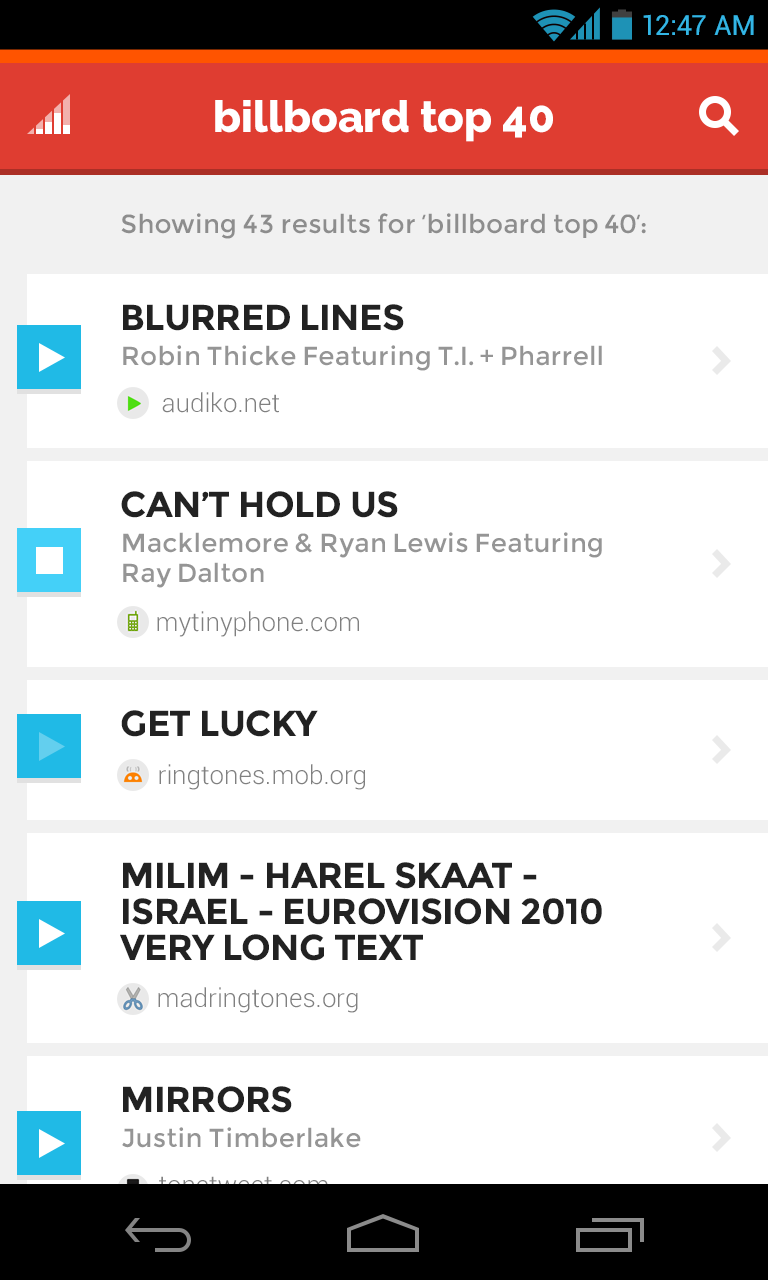 12:47 AM
billboard top 40
Showing 43 results for 'billboard top 40':
BLURRED LINES
Robin Thicke Featuring T.I. + Pharrell
audiko.net
CAN'T HOLD US
Macklemore & Ryan Lewis Featuring
Ray Dalton
mytinyphone.com
GET LUCKY
ringtones.mob.org
MILIM - HAREL SKAAT -
ISRAEL - EUROVISION 2010
VERY LONG TEXT
madringtones.org
MIRRORS
Justin Timberlake
tonetweet.com